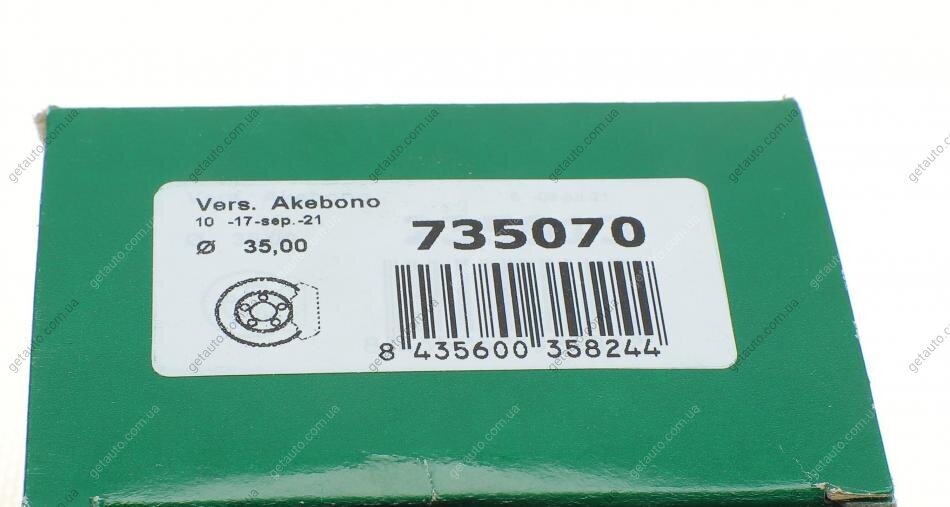 Vers. Akebono
10 -17-sep.-21
Ø 35,00
735070
8 435600 358244
getauto.com.ua